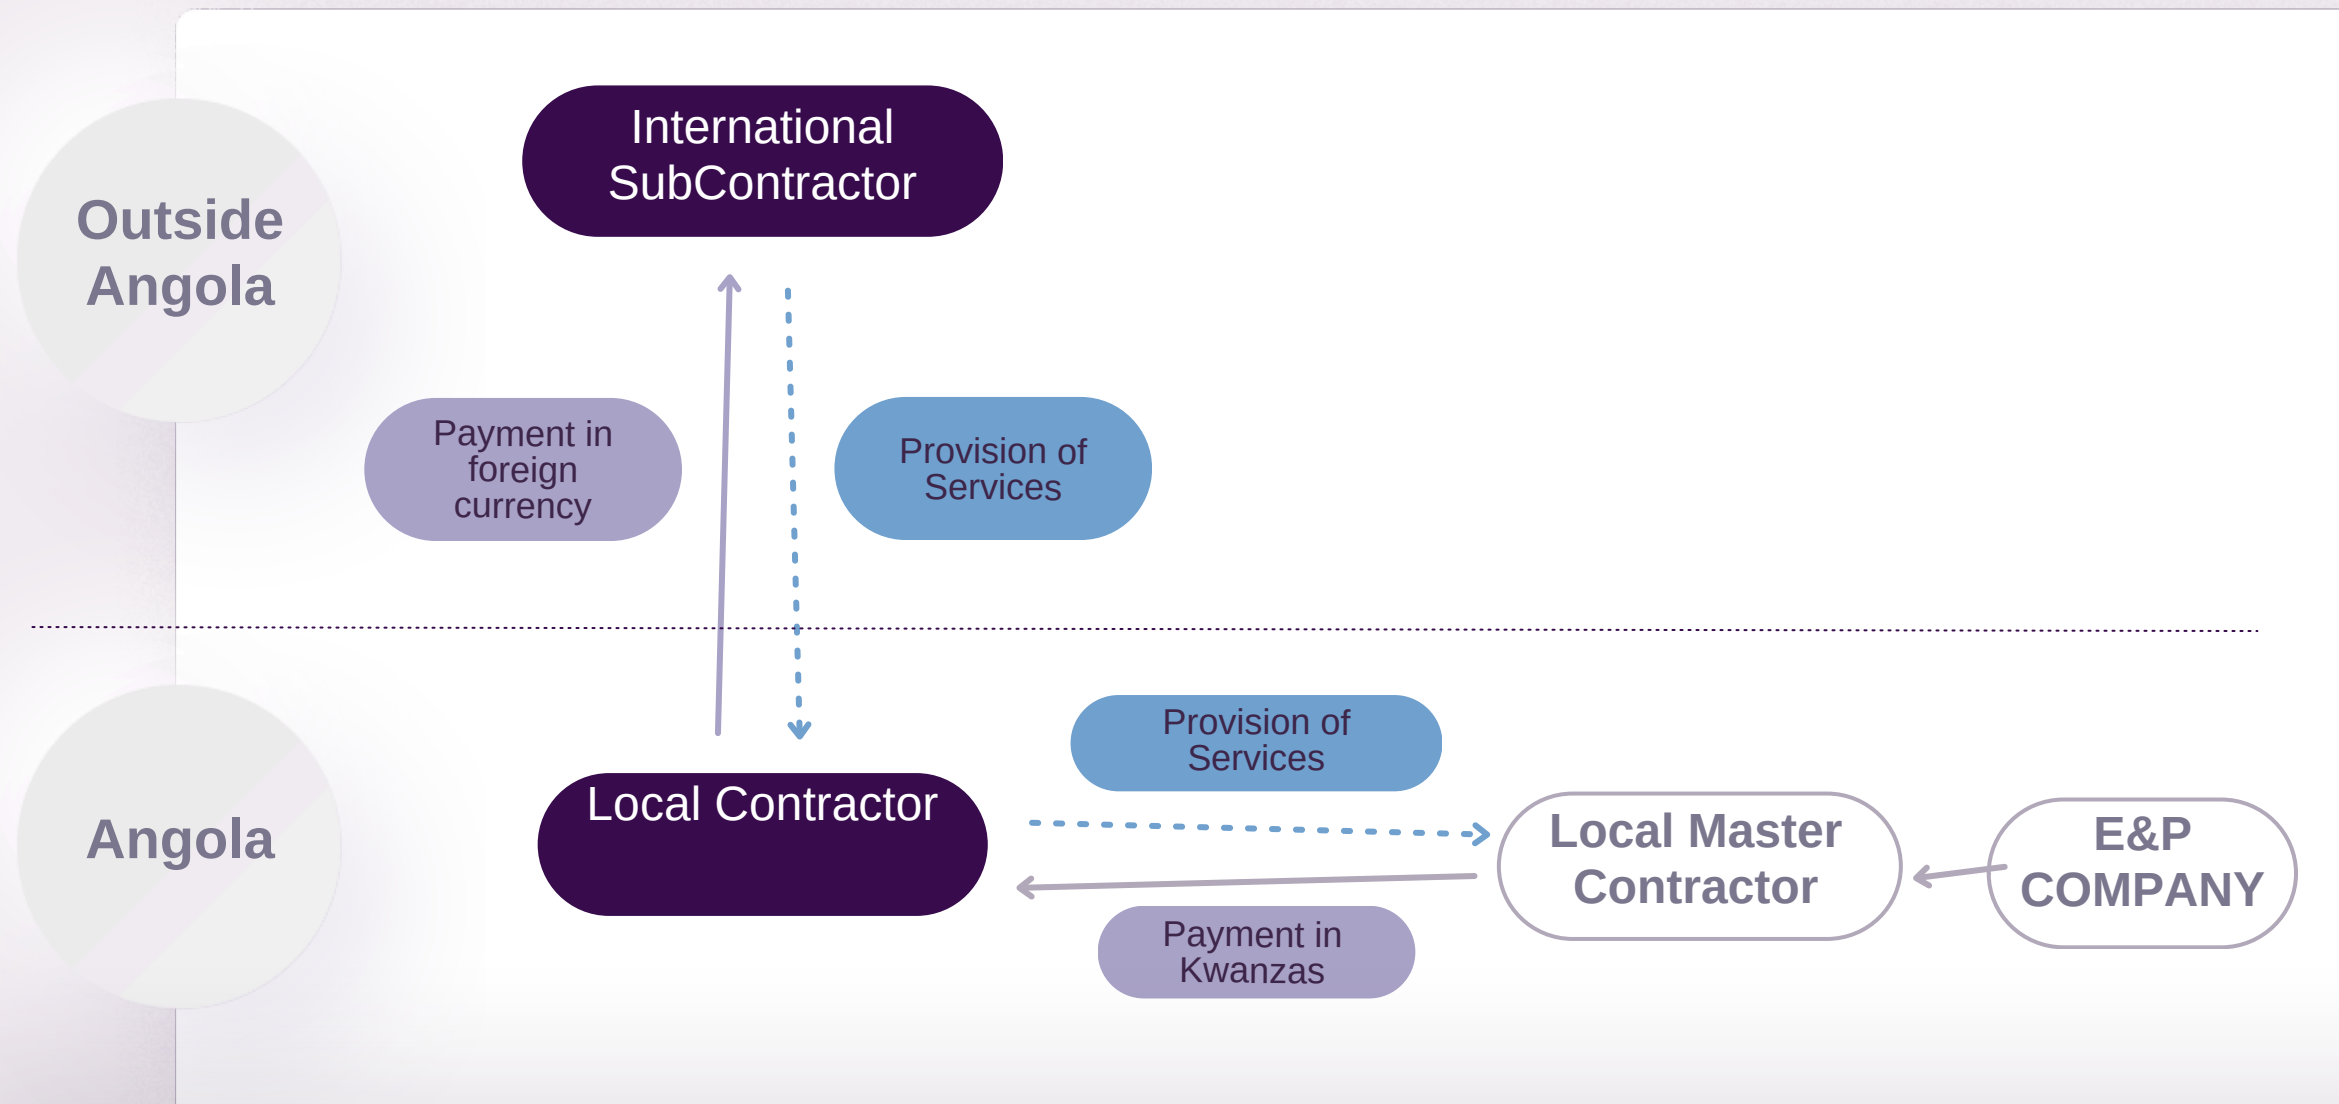 International
SubContractor
Outside
Angola
Payment in
foreign
currency
Provision of
Services
Angola
Local Contractor
Provision of
Services
Payment in
Kwanzas
Local Master
Contractor
E&P
COMPANY